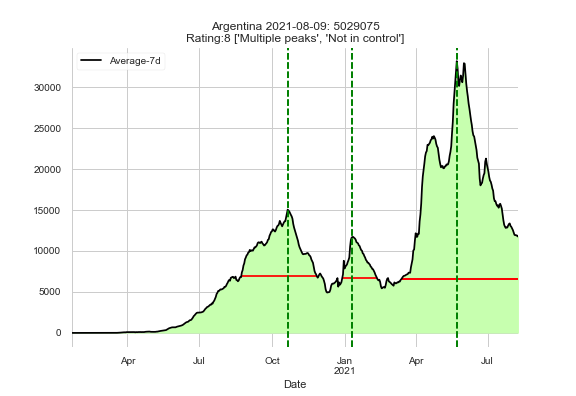 Argentina 2021-08-09: 5029075
Rating:8 ['Multiple peaks', 'Not in control']
Average-7d
30000
25000
20000
15000
10000
5000
0
Apr
Jul
Oct
Jan
2021
Apr
Jul
Date